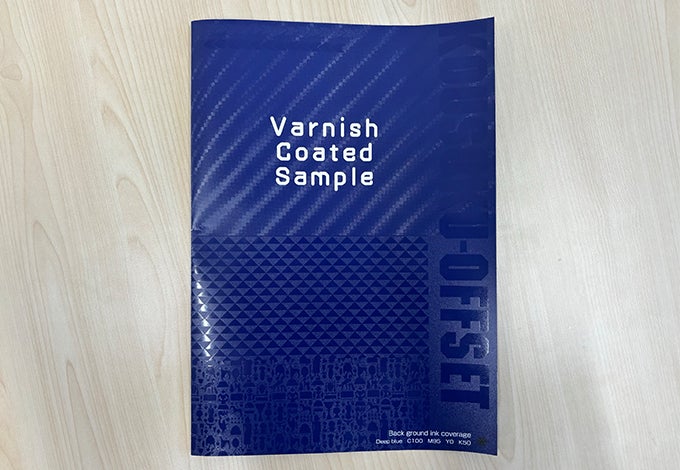 Varnish
Coated
Sample
O-OFFSET
Back ground ink coverage
Deep blue C100 M95 Y0 K50